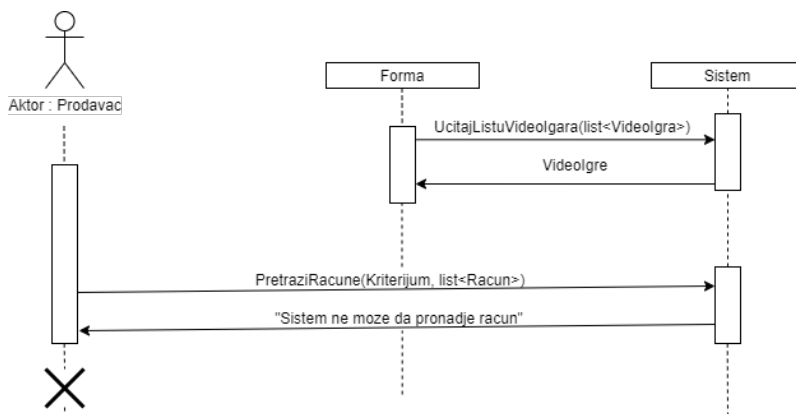 Forma
Sistem
Aktor : Prodavac
UcitajListuVideoIgara(list<VideoIgra>)
VideoIgre
PretraziRacune(Kriterijum, list<Racun>)
"Sistem ne moze da pronadje racun"